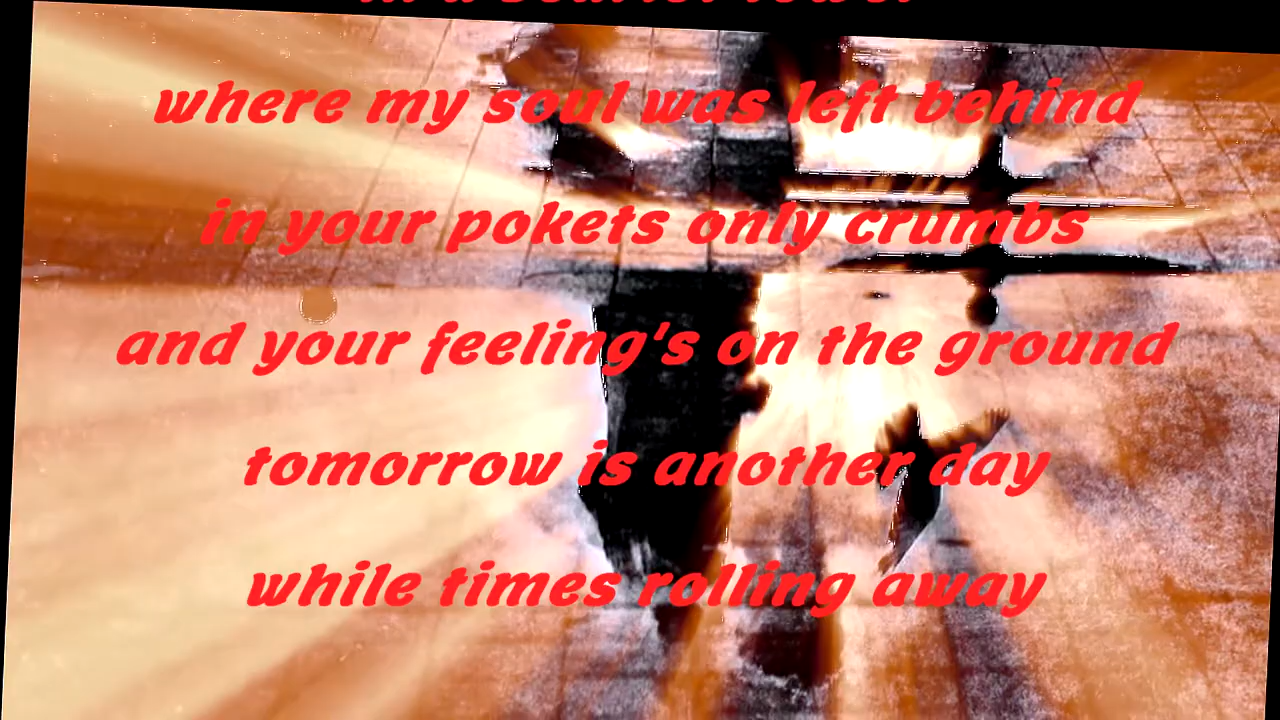 where my soul was left behind
in your pokets only crumbs
and your feeling's on the ground
tomorrow is another day
while times rolling away